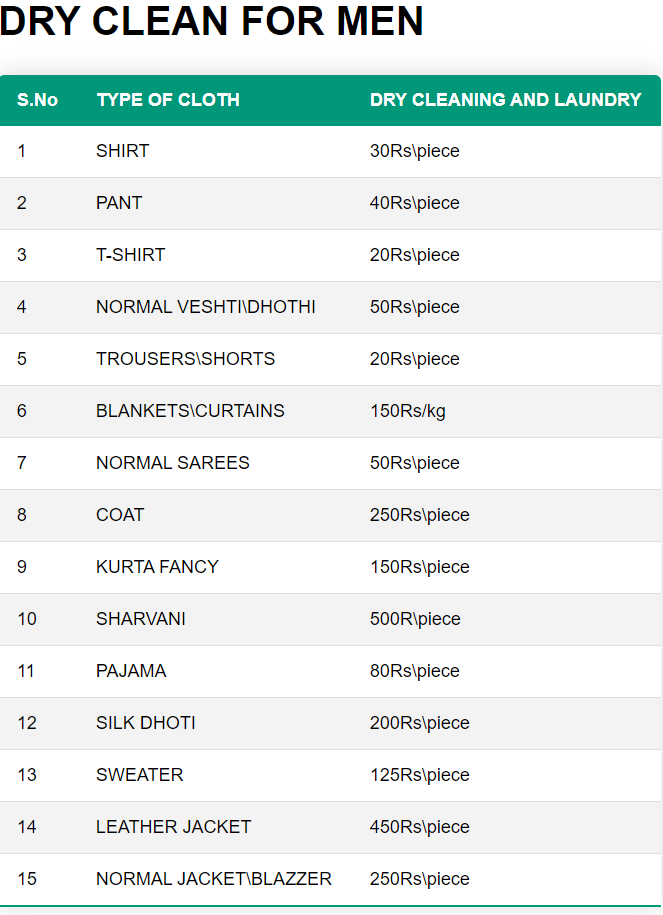 DRY CLEAN FOR MEN
S.No TYPE OF CLOTH DRY CLEANING AND LAUNDRY
1 SHIRT 30Rs\piece
2 PANT 40Rs\piece
3 T-SHIRT 20Rs\piece
4 NORMAL VESHTI\DHOTHI 50Rs\piece
5 TROUSERS\SHORTS 20Rs\piece
6 BLANKETS\CURTAINS 150Rs/kg
7 NORMAL SAREES 50Rs\piece
8 COAT 250Rs\piece
9 KURTA FANCY 150Rs\piece
10 SHARVANI 500R\piece
11 PAJAMA 80Rs\piece
12 SILK DHOTI 200Rs\piece
13 SWEATER 125Rs\piece
14 LEATHER JACKET 450Rs\piece
15 NORMAL JACKET\BLAZZER 250Rs\piece